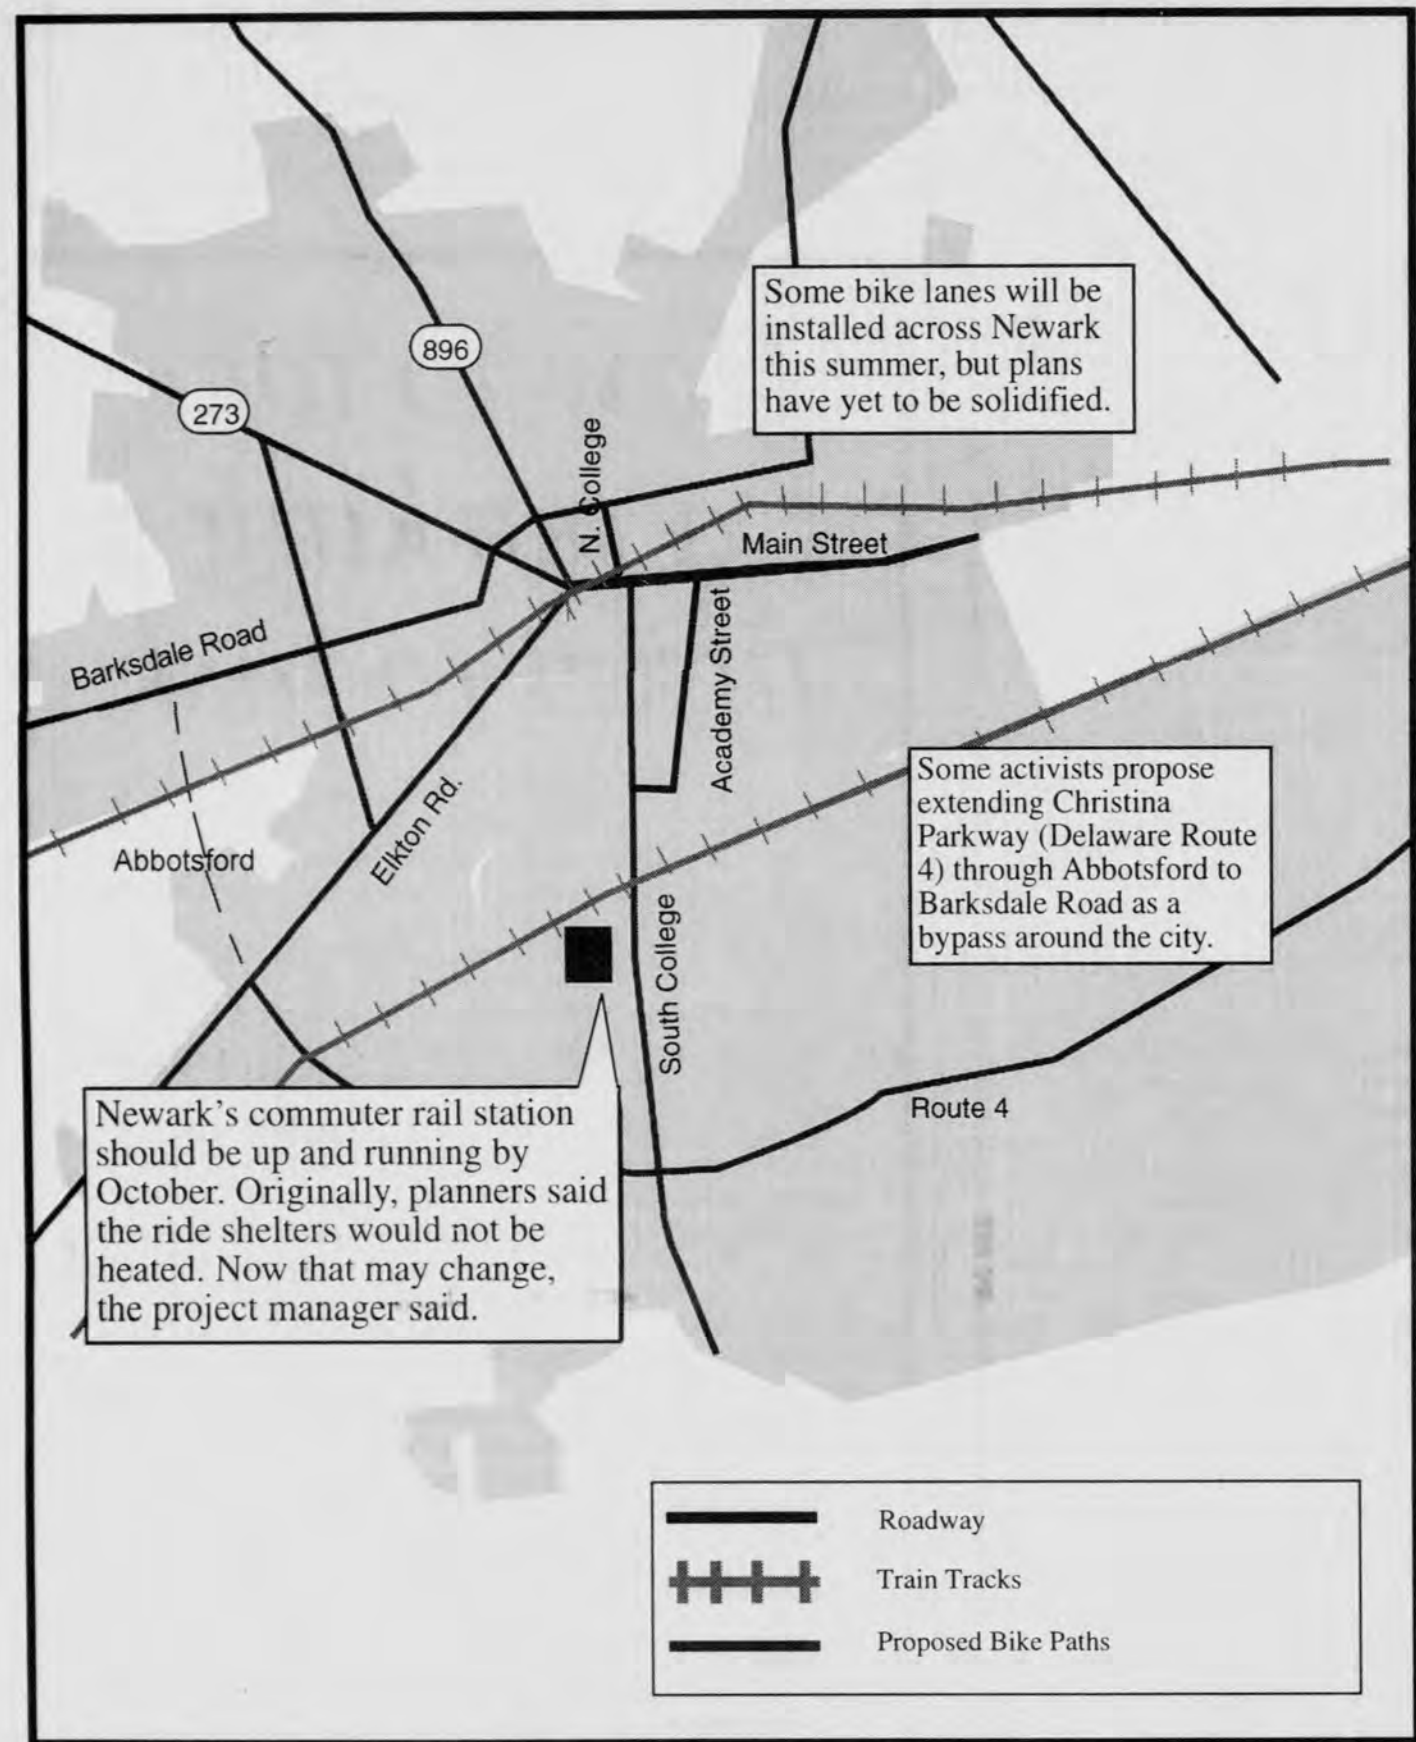 896
273
N. College
Some bike lanes will be
installed across Newark
this summer, but plans
have yet to be solidified.
Main Street
Barksdale Road
Academy Street
Elkton Rd.
Abbotsford
Some activists propose
extending Christina
Parkway (Delaware Route
4) through Abbotsford to
Barksdale Road as a
bypass around the city.
South College
Route 4
Newark's commuter rail station
should be up and running by
October. Originally, planners said
the ride shelters would not be
heated. Now that may change,
the project manager said.
Roadway
Train Tracks
Proposed Bike Paths